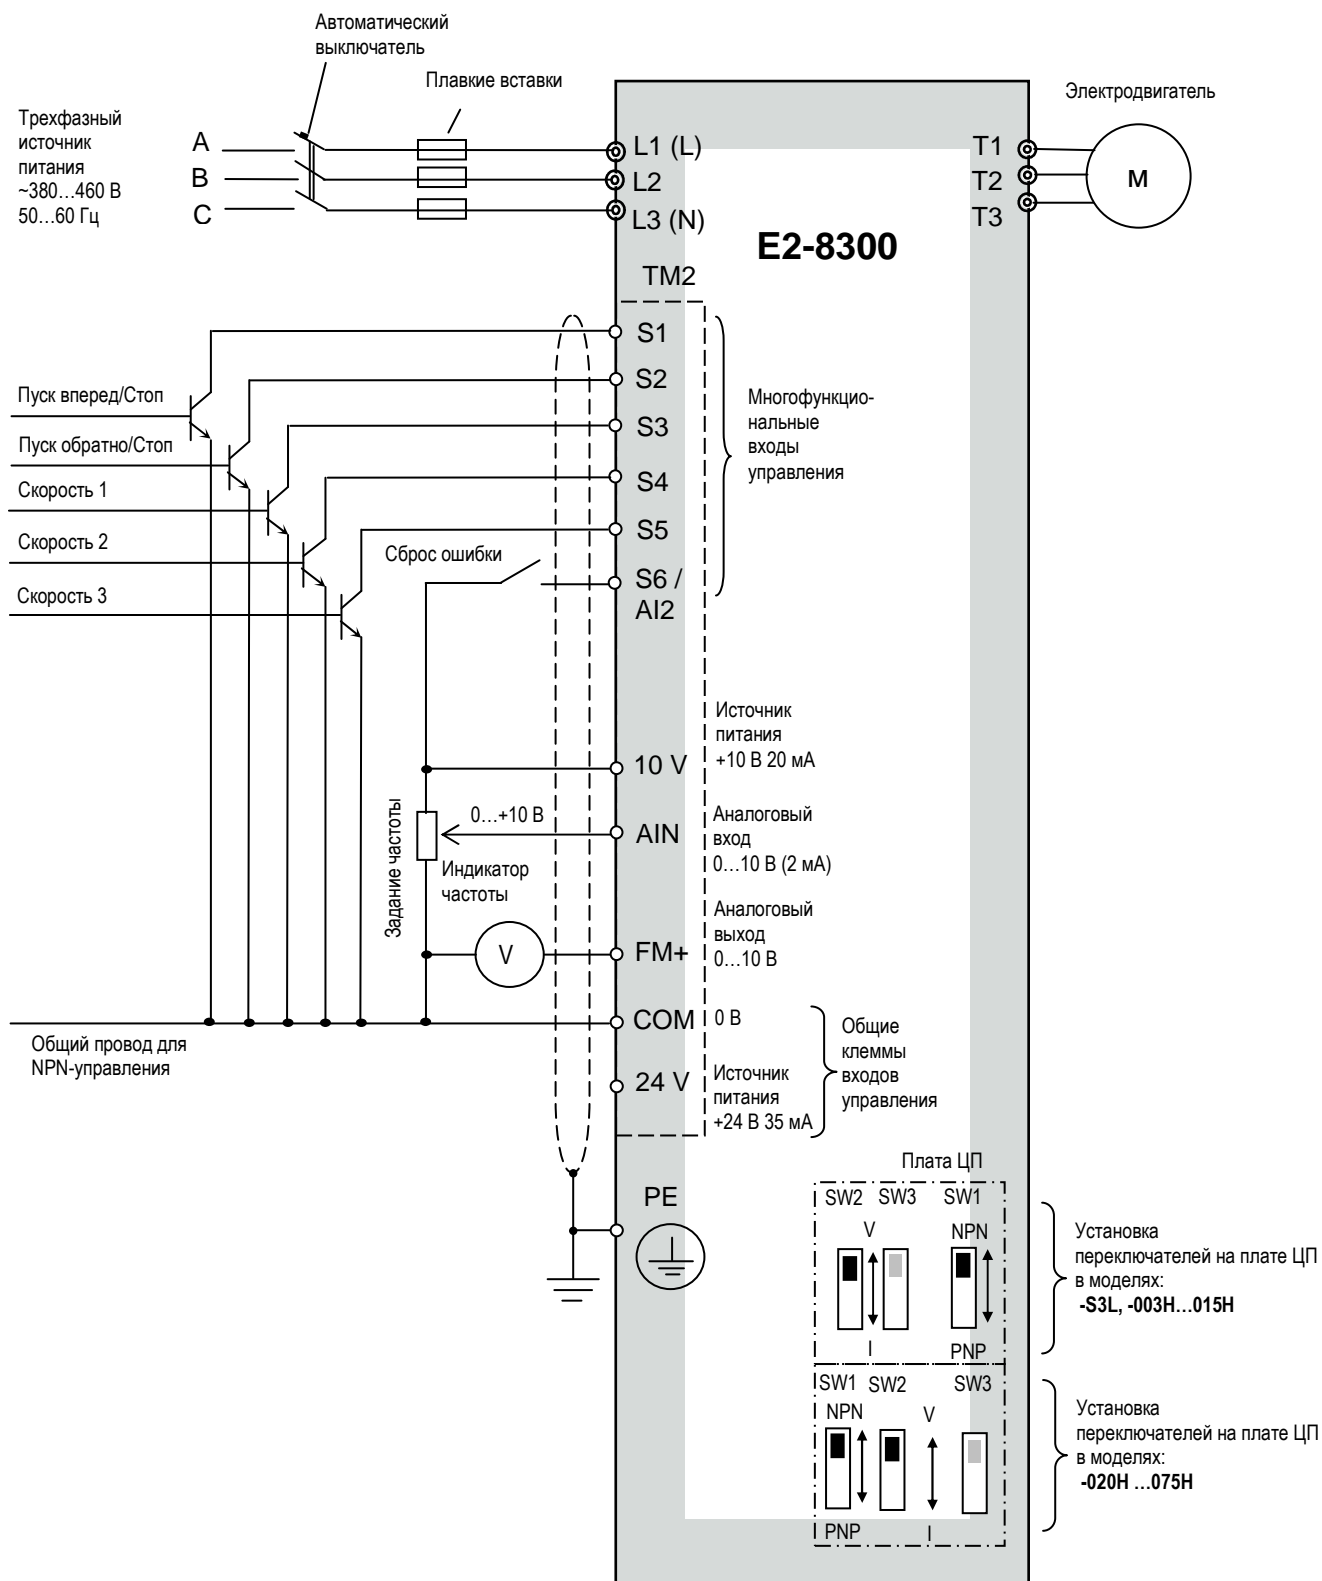 Автоматический
выключатель
Плавкие вставки
Электродвигатель
Трехфазный
источник
питания
~380…460 В
50…60 Гц
A
B
C
L1 (L)
L2
L3 (N)
T1
T2
T3
М
E2-8300
TM2
S1
S2
S3
S4
S5
S6 /
AI2
Пуск вперед/Стоп
Пуск обратно/Стоп
Скорость 1
Скорость 2
Скорость 3
Сброс ошибки
Многофункцио-
нальные
входы
управления
10 V
Источник
питания
+10 В 20 мА
Задание частоты
0…+10 В
AIN
Аналоговый
вход
0…10 В (2 мА)
Индикатор
частоты
V
FM+
Аналоговый
выход
0…10 В
COM
0 В
24 V
Источник
питания
+24 В 35 мА
Общие
клеммы
входов
управления
Общий провод для
NPN-управления
PE
Плата ЦП
SW2 SW3 SW1
V NPN
I PNP
Установка
переключателей на плате ЦП
в моделях:
-S3L, -003H…015H
SW1 SW2 SW3
NPN V
PNP I
Установка
переключателей на плате ЦП
в моделях:
-020H …075H